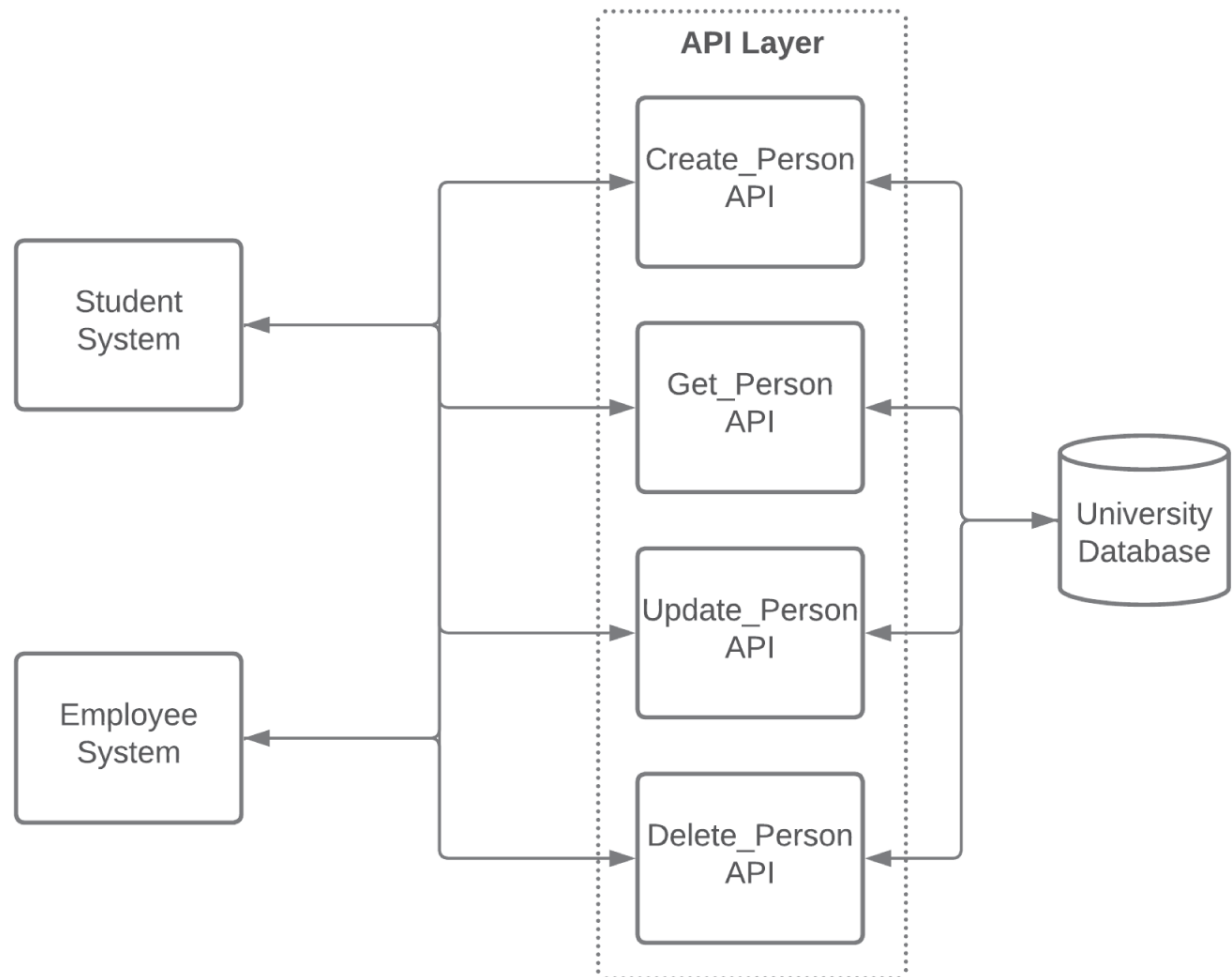 API Layer
Create_Person
API
Student
System
Get_Person
API
University
Database
Update_Person
API
Employee
System
Delete_Person
API